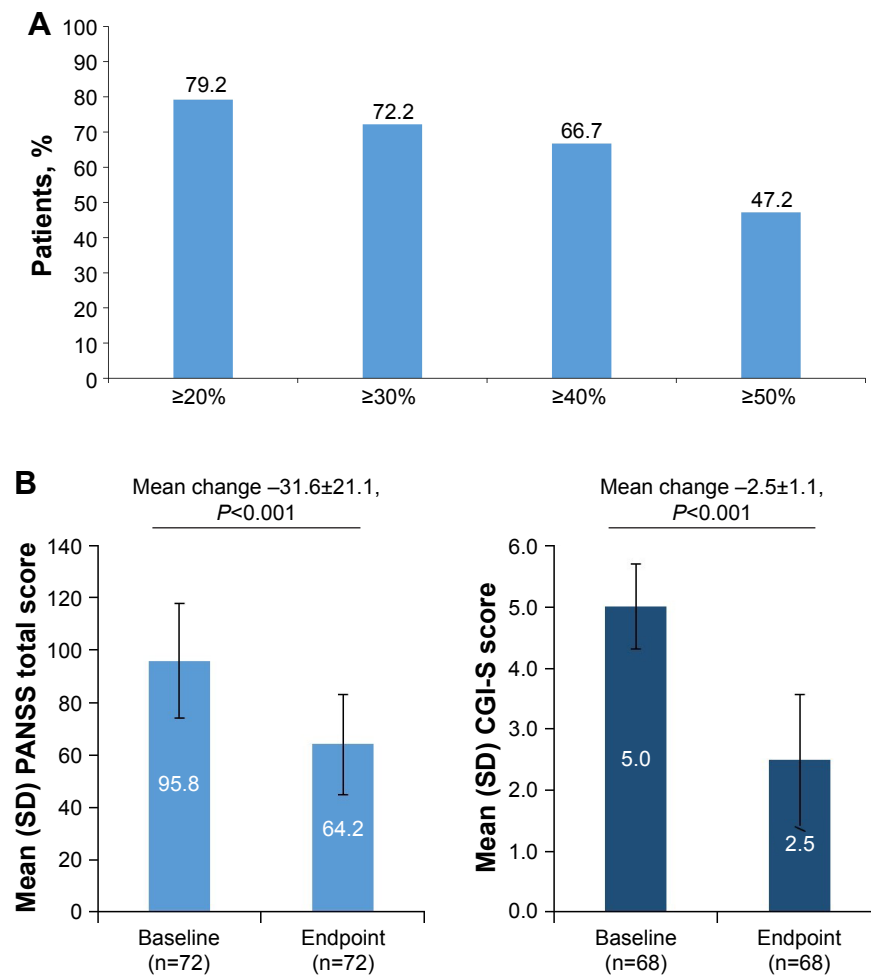 A
100
90
80
70
60
50
40
30
20
10
0
Patients, %
79.2
72.2
66.7
47.2
≥20%
≥30%
≥40%
≥50%
B
Mean change –31.6±21.1,
P<0.001
140
120
100
80
60
40
20
0
Mean (SD) PANSS total score
95.8
64.2
Baseline
(n=72)
Endpoint
(n=72)
Mean change –2.5±1.1,
P<0.001
6.0
5.0
4.0
3.0
2.0
1.0
0.0
Mean (SD) CGI-S score
5.0
2.5
Baseline
(n=68)
Endpoint
(n=68)